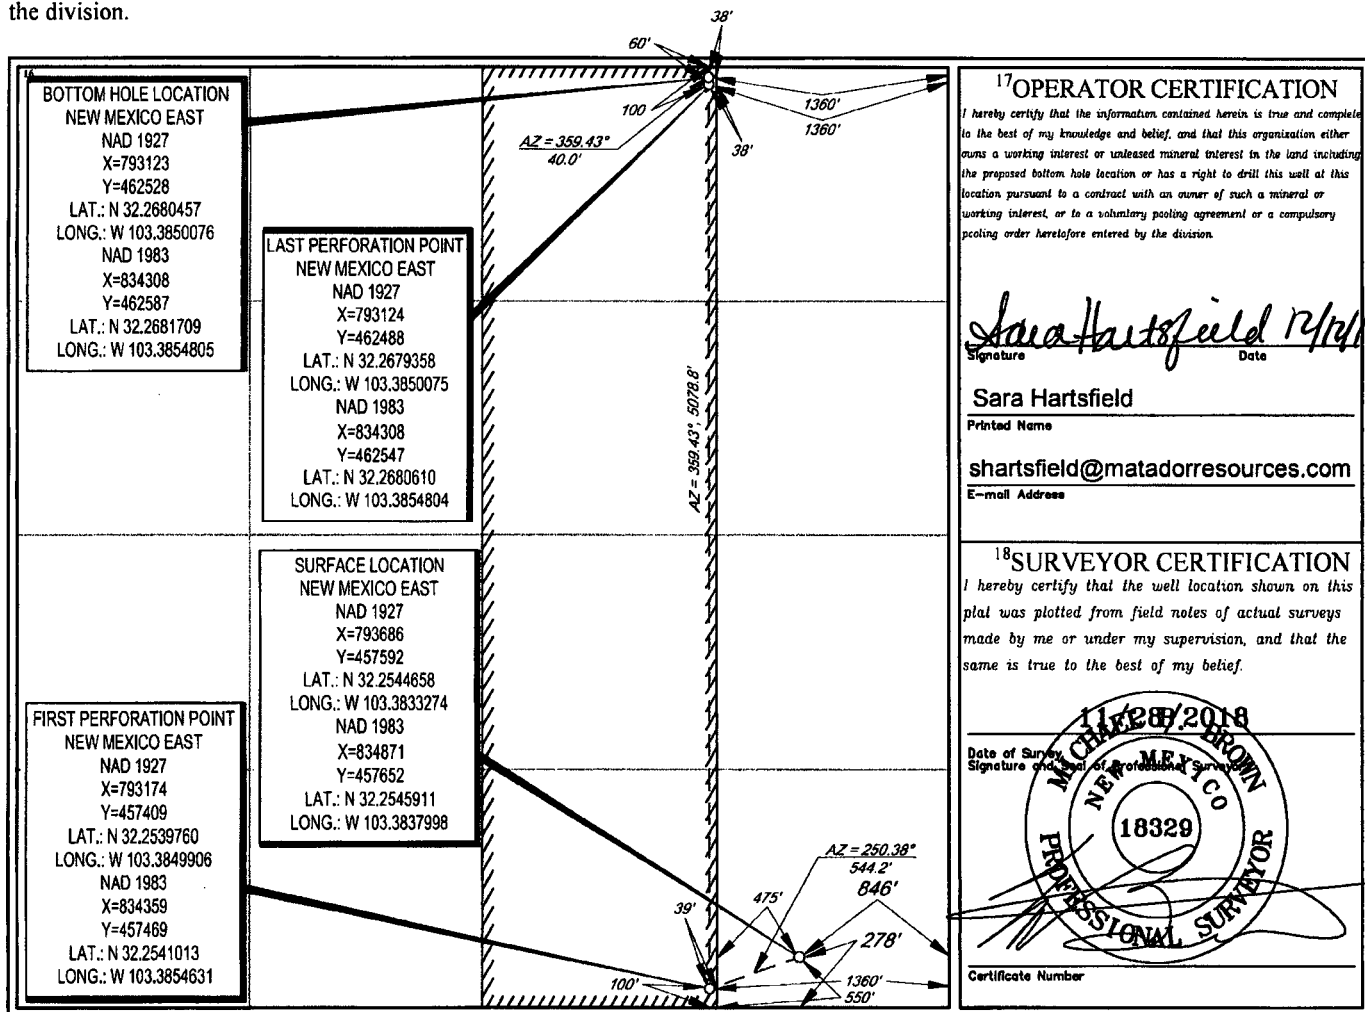 the division.
38'
60'
16
BOTTOM HOLE LOCATION
NEW MEXICO EAST
NAD 1927
X=793123
Y=462528
LAT.: N 32.2680457
LONG.: W 103.3850076
NAD 1983
X=834308
Y=462587
LAT.: N 32.2681709
LONG.: W 103.3854805
100
AZ = 359.43°
40.0'
1360'
1360'
38'
LAST PERFORATION POINT
NEW MEXICO EAST
NAD 1927
X=793124
Y=462488
LAT.: N 32.2679358
LONG.: W 103.3850075
NAD 1983
X=834308
Y=462547
LAT.: N 32.2680610
LONG.: W 103.3854804
AZ = 359.43°, 5078.8'
SURFACE LOCATION
NEW MEXICO EAST
NAD 1927
X=793686
Y=457592
LAT.: N 32.2544658
LONG.: W 103.3833274
NAD 1983
X=834871
Y=457652
LAT.: N 32.2545911
LONG.: W 103.3837998
FIRST PERFORATION POINT
NEW MEXICO EAST
NAD 1927
X=793174
Y=457409
LAT.: N 32.2539760
LONG.: W 103.3849906
NAD 1983
X=834359
Y=457469
LAT.: N 32.2541013
LONG.: W 103.3854631
AZ = 250.38°
544.2'
846'
475'
39'
278'
100'
1360'
550'
17OPERATOR CERTIFICATION
I hereby certify that the information contained herein is true and complete
to the best of my knowledge and belief, and that this organization either
owns a working interest or unleased mineral interest in the land including
the proposed bottom hole location or has a right to drill this well at this
location pursuant to a contract with an owner of such a mineral or
working interest, or to a voluntary pooling agreement or a compulsory
pooling order heretofore entered by the division.
Sara Hartsfield
Signature Date
Sara Hartsfield
Printed Name
shartsfield@matadorresources.com
E-mail Address
18SURVEYOR CERTIFICATION
I hereby certify that the well location shown on this
plat was plotted from field notes of actual surveys
made by me or under my supervision, and that the
same is true to the best of my belief.
11/28/2018
Date of Survey
Signature and Seal of Professional Surveyor
MICHAEL B. BROWN
NEW MEXICO
18329
PROFESSIONAL SURVEYOR
Certificate Number